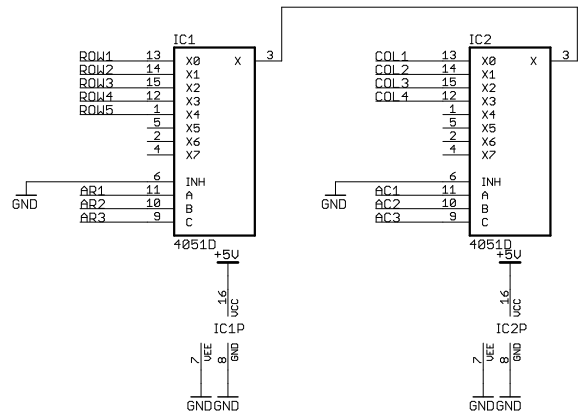 IC1 IC2
ROW1 13 X0 X 3 COL1 13 X0 X 3
ROW2 14 X1 COL2 14 X1
ROW3 15 X2 COL3 15 X2
ROW4 12 X3 COL4 12 X3
ROW5 1 X4 1 X4
5 X5 5 X5
2 X6 2 X6
4 X7 4 X7
6 INH 6 INH
GND AR1 11 A GND AC1 11 A
AR2 10 B AC2 10 B
AR3 9 C AC3 9 C
4051D 4051D
+5V +5V
16 VCC 16 VCC
IC1P IC2P
7 VEE 8 GND 7 VEE 8 GND
GND GND GND GND